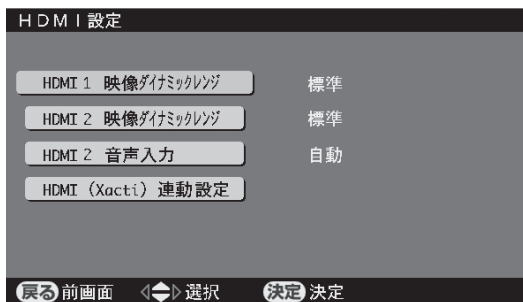 HDMI設定
HDMI 1 映像ダイナミックレンジ 標準
HDMI 2 映像ダイナミックレンジ 標準
HDMI 2 音声入力 自動
HDMI (Xacti) 連動設定
戻る 前画面 選択 決定 決定